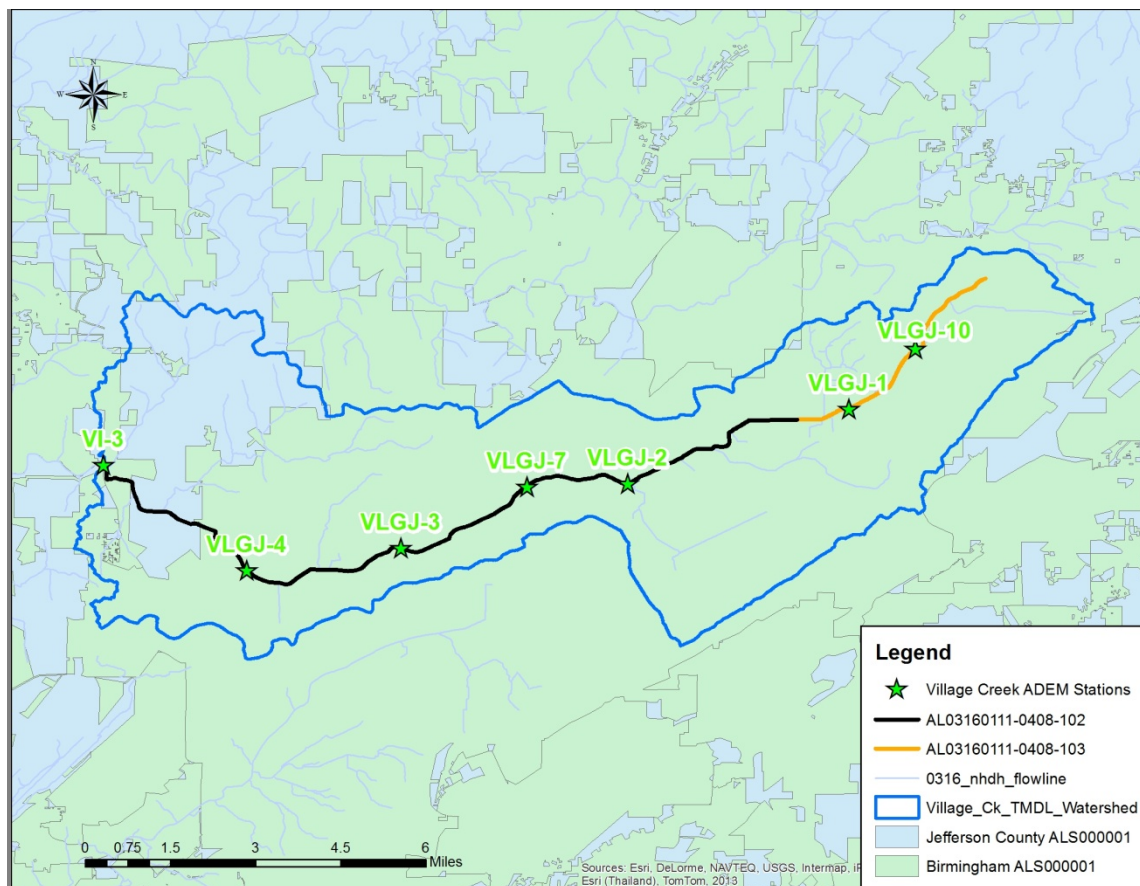 N
W E
S
VLGJ-10
VLGJ-1
VI-3
VLGJ-7
VLGJ-2
VLGJ-3
VLGJ-4
Legend
Village Creek ADEM Stations
AL03160111-0408-102
AL03160111-0408-103
0316_nhdh_flowline
Village_Ck_TMDL_Watershed
Jefferson County ALS000001
Birmingham ALS000001
0 0.75 1.5 3 4.5 6
Miles
Sources: Esri, DeLorme, NAVTEQ, USGS, Intermap,
Esri (Thailand), TomTom, 2013